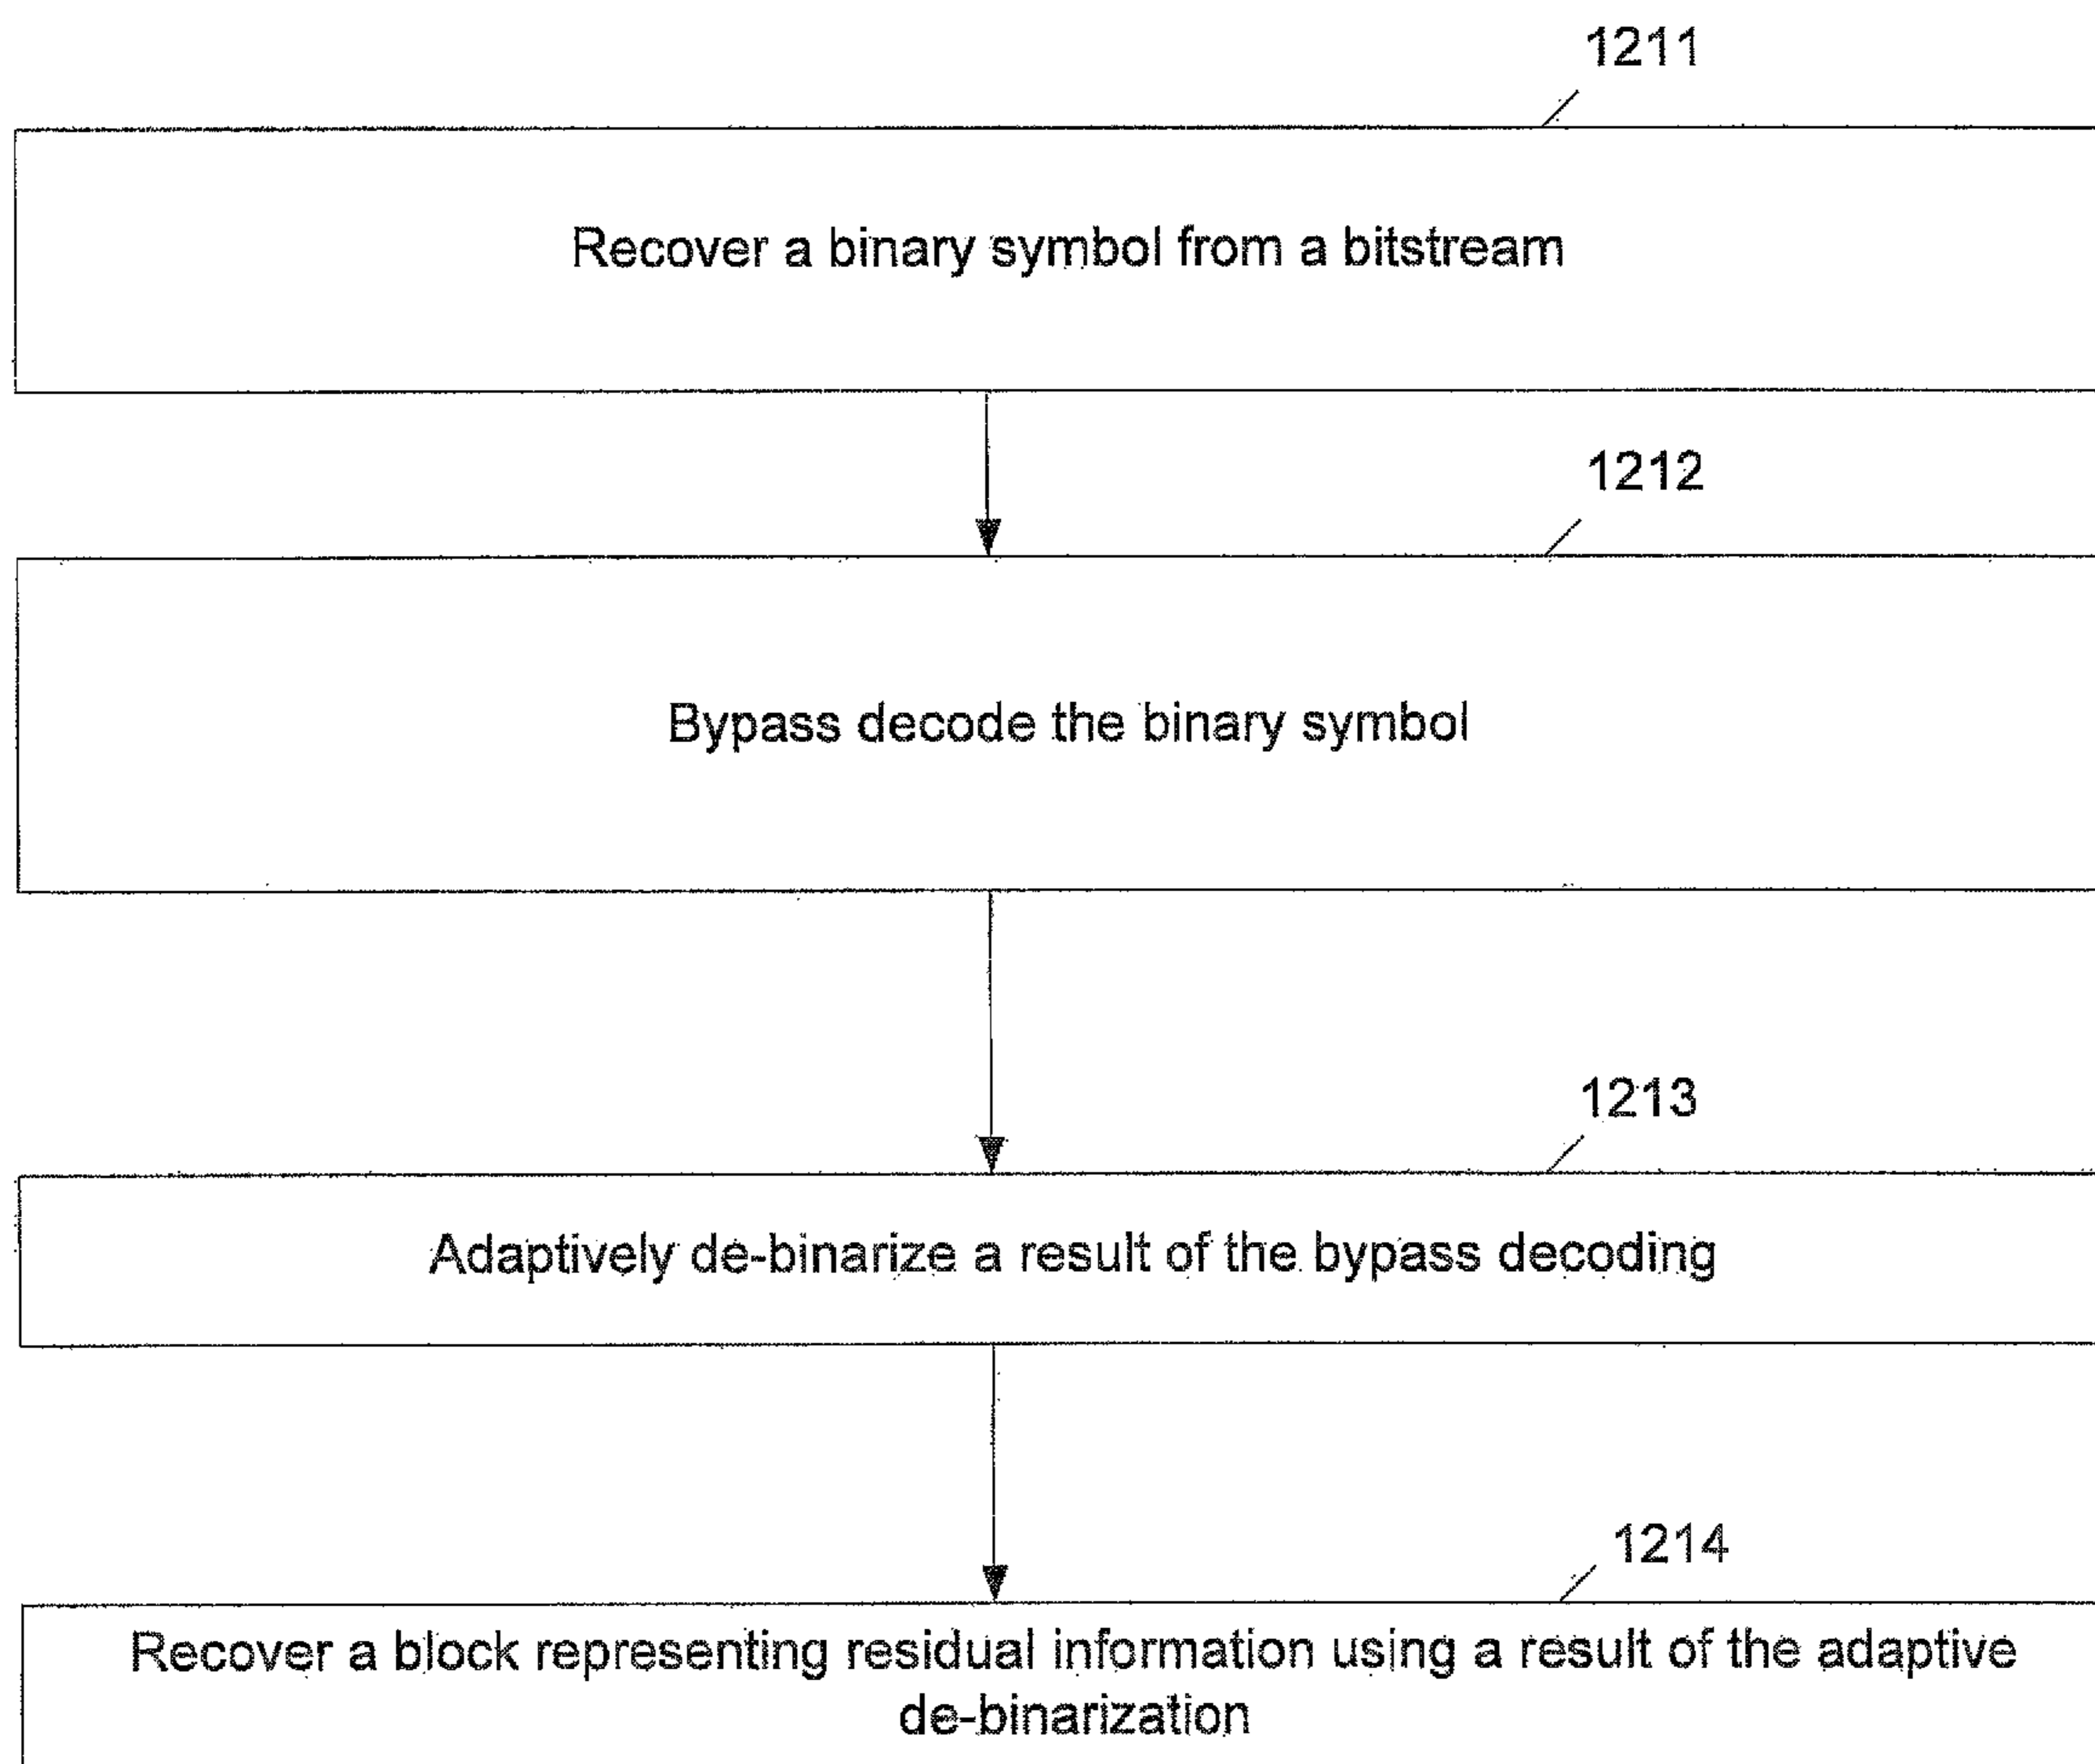 1211
Recover a binary symbol from a bitstream
1212
Bypass decode the binary symbol
1213
Adaptively de-binarize a result of the bypass decoding
1214
Recover a block representing residual information using a result of the adaptive
de-binarization